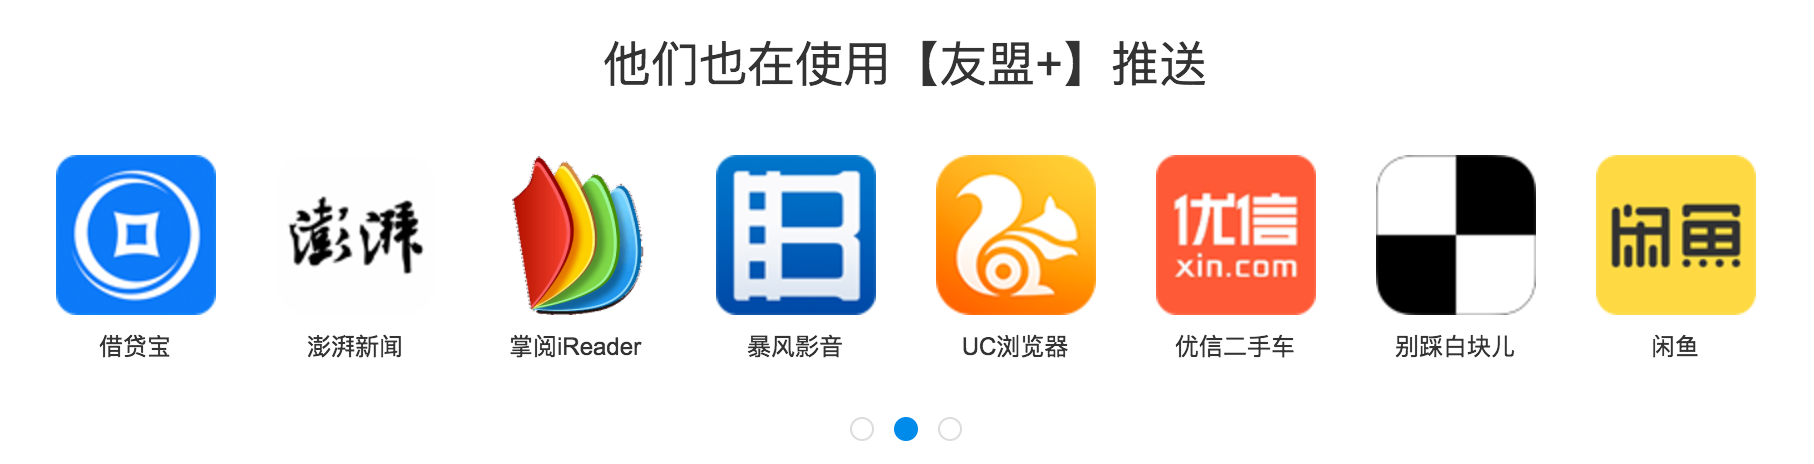 他们也在使用【友盟+】推送
澎湃
优信
xin.com
闲鱼
借贷宝
澎湃新闻
掌阅iReader
暴风影音
UC浏览器
优信二手车
别踩白块儿
闲鱼